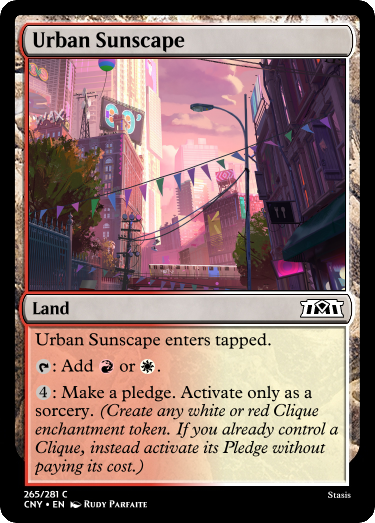 Urban Sunscape
Land
Urban Sunscape enters tapped.
: Add or .
4: Make a pledge. Activate only as a
sorcery. (Create any white or red Clique
enchantment token. If you already control a
Clique, instead activate its Pledge without
paying its cost.)
265/281 C
Stasis
CNY • EN RUDY PARFAITE